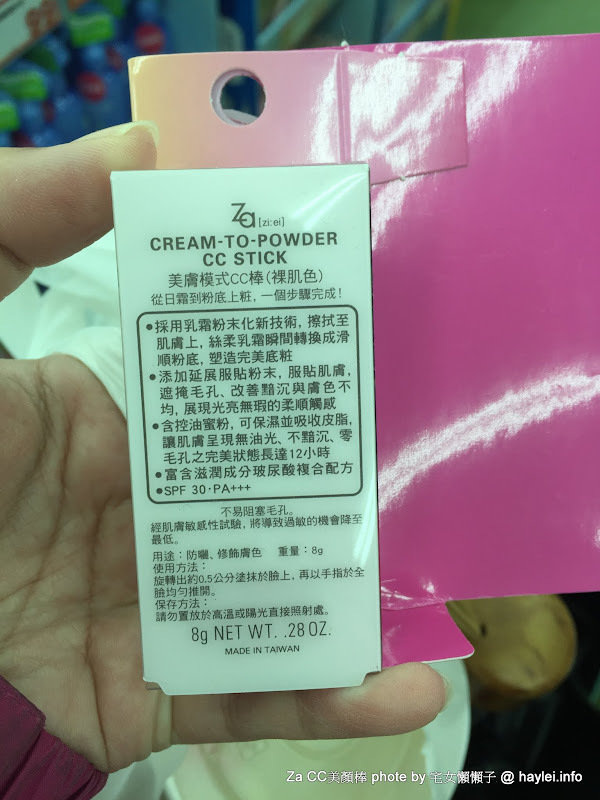 Za [zi:ei]
CREAM-TO-POWDER
CC STICK
美膚模式CC棒(裸肌色)
從日霜到粉底上粧，一個步驟完成!
•採用乳霜粉末化新技術，擦拭至
肌膚上，絲柔乳霜瞬間轉換成滑
順粉底，塑造完美底粧
•添加延展服貼粉末，服貼肌膚，
遮掩毛孔、改善黯沉與膚色不
均，展現光亮無瑕的柔順觸感
•含控油蜜粉，可保濕並吸收皮脂，
讓肌膚呈現無油光、不黯沉、零
毛孔之完美狀態長達12小時
•富含滋潤成分玻尿酸複合配方
•SPF 30·PA+++
不易阻塞毛孔。
經肌膚敏感性試驗，將導致過敏的機會降至
最低。
用途：防曬、修飾膚色 重量：8g
使用方法：
旋轉出約0.5公分塗抹於臉上，再以手指於全
臉均勻推開。
保存方法：
請勿置放於高溫或陽光直接照射處。
8g NET WT. .28 OZ.
MADE IN TAIWAN
Za CC美顏棒 photo by 宅女懶懶子 @ haylei.info